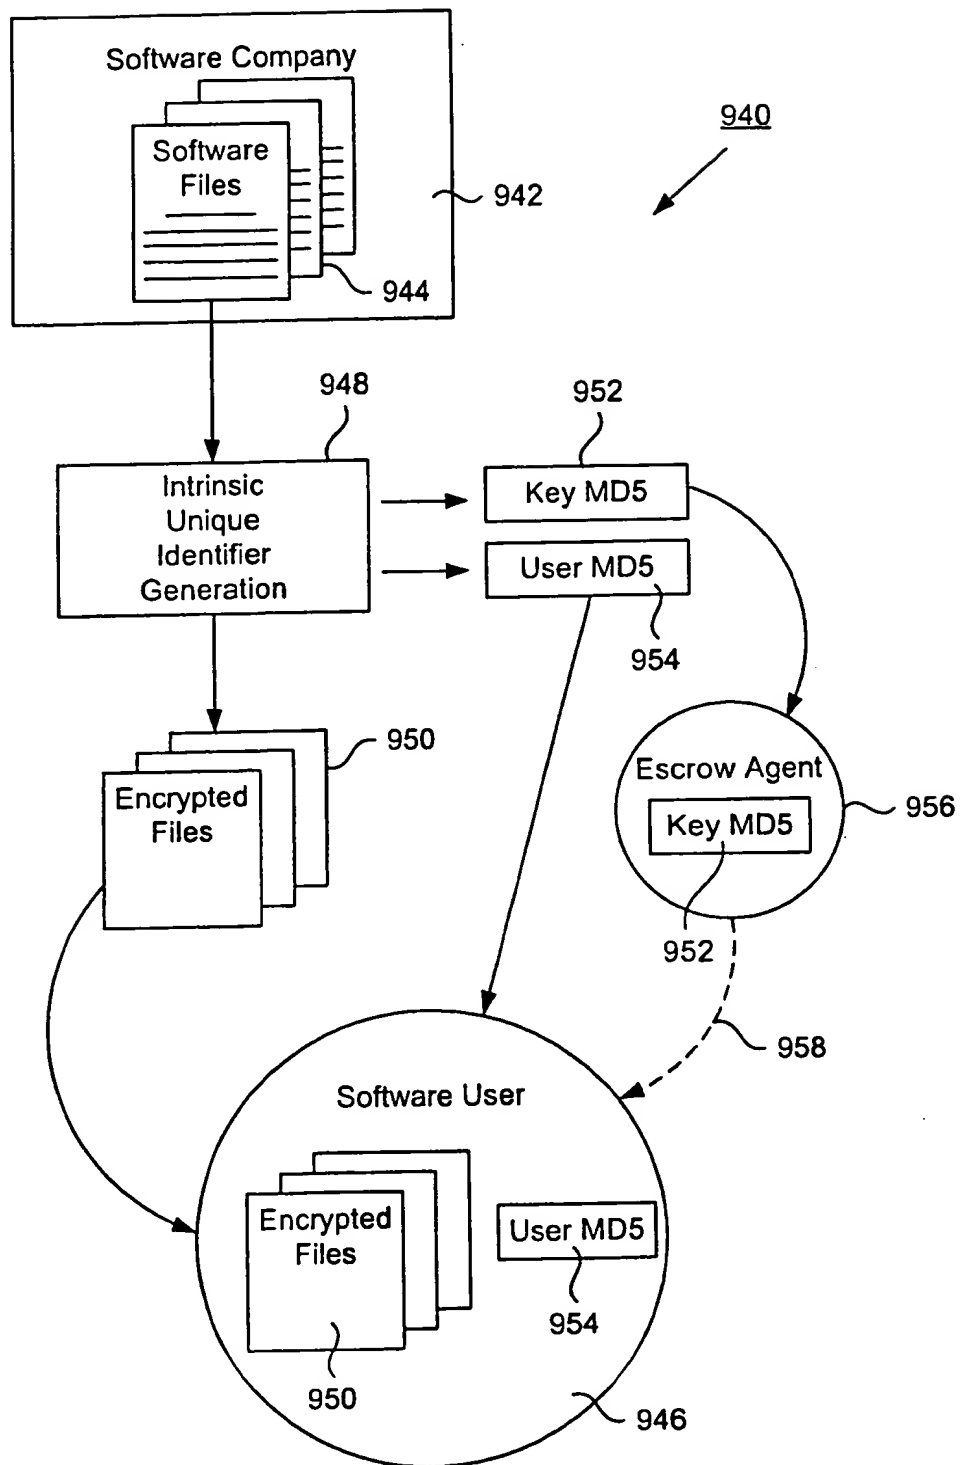 Software Company
940
Software
Files
942
944
948
952
Intrinsic
Unique
Identifier
Generation
Key MD5
User MD5
954
950
Encrypted
Files
Escrow Agent
Key MD5
956
952
958
Software User
Encrypted
Files
User MD5
954
950
946